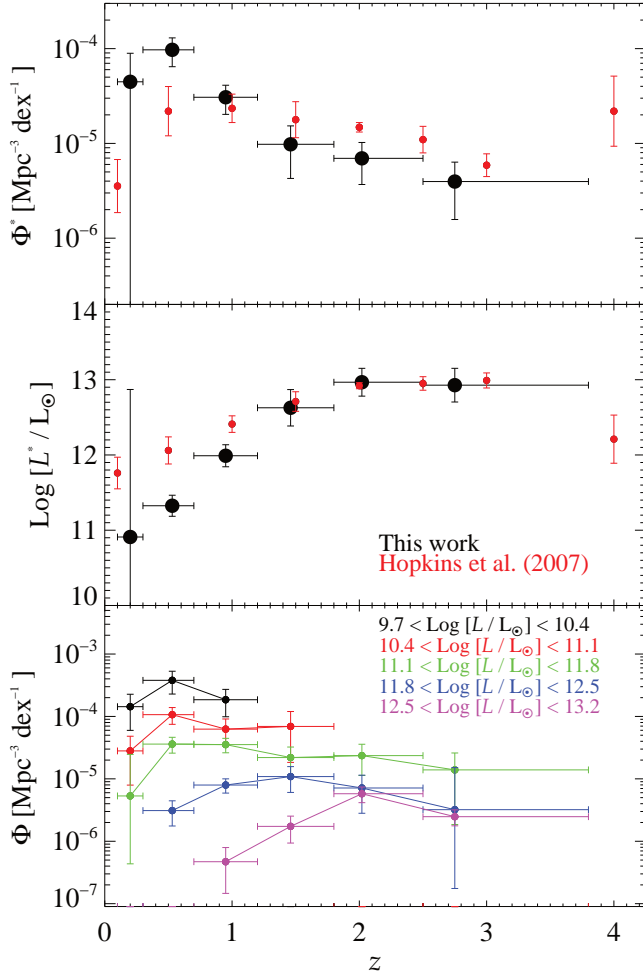 10⁻⁴
10⁻⁵
10⁻⁶
Φ* [Mpc⁻³ dex⁻¹]
14
13
12
11
10
Log [L* / L☉]
This work
Hopkins et al. (2007)
9.7 < Log [L / L☉] < 10.4
10.4 < Log [L / L☉] < 11.1
11.1 < Log [L / L☉] < 11.8
11.8 < Log [L / L☉] < 12.5
12.5 < Log [L / L☉] < 13.2
10⁻³
10⁻⁴
10⁻⁵
10⁻⁶
10⁻⁷
Φ [Mpc⁻³ dex⁻¹]
0 1 2 3 4
z